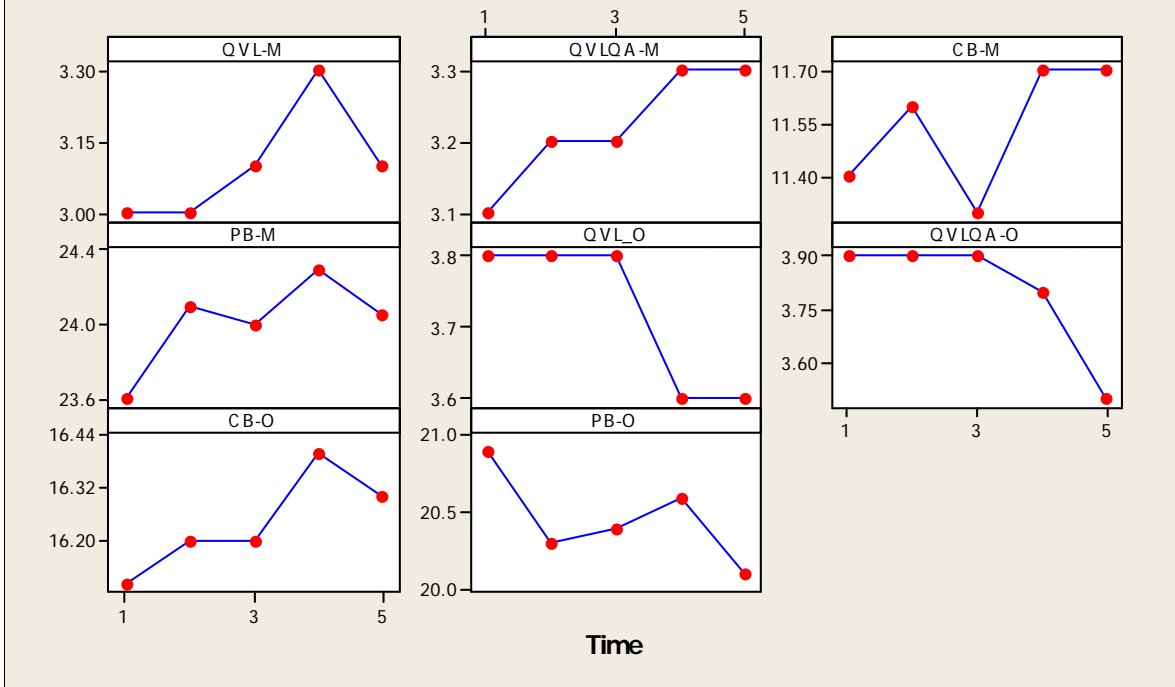 1 3 5
QVL-M QVLQA-M CB-M
3.30 3.3 11.70
3.15 3.2 11.55
3.00 3.1 11.40
PB-M QVL_O QVLQA-O
24.4 3.8 3.90
24.0 3.7 3.75
23.6 3.6 3.60
CB-O PB-O
1 3 5
16.44 21.0
16.32 20.5
16.20 20.0
1 3 5
Time